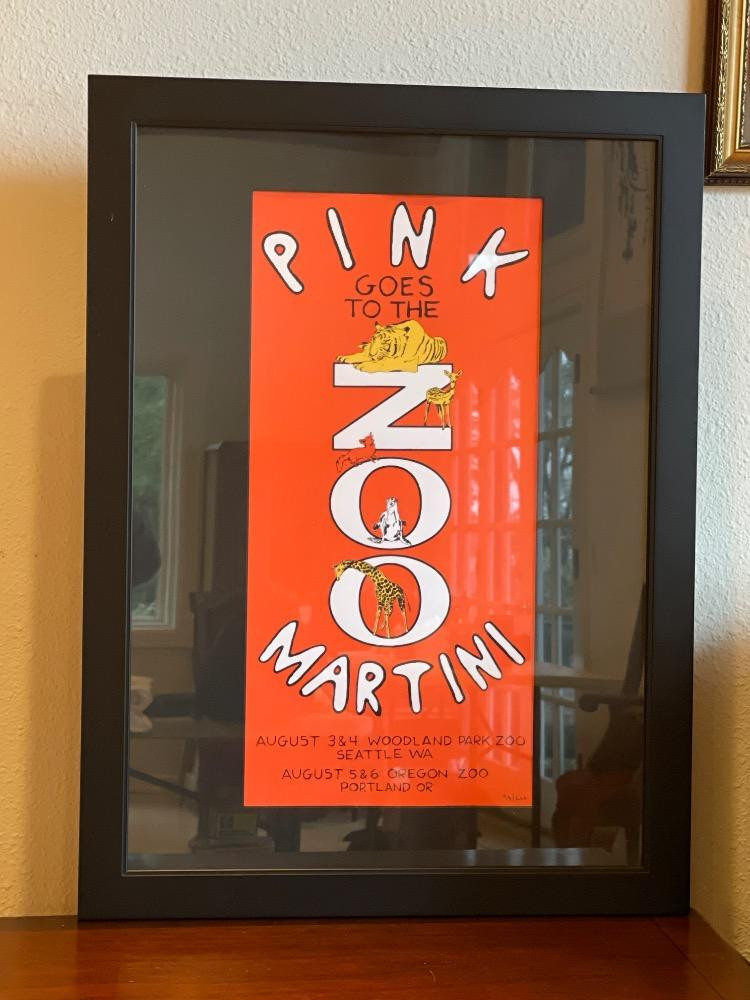 PINK
GOES
TO THE
ZOO
MARTINI
AUGUST 3&4 WOODLAND PARK ZOO
SEATTLE WA
AUGUST 5&6 OREGON ZOO
PORTLAND OR